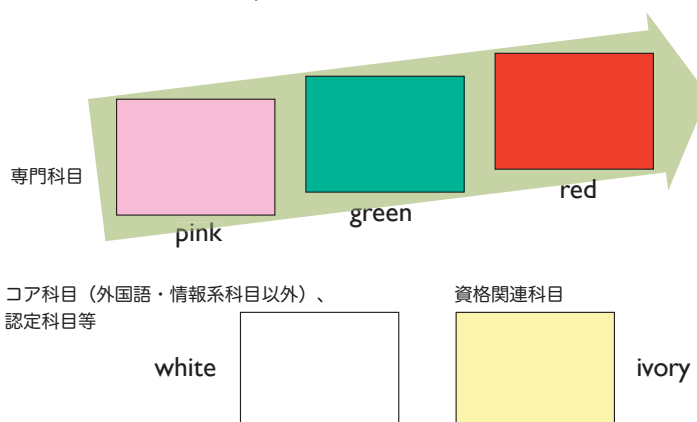 専門科目
pink
green
red
コア科目（外国語・情報系科目以外）、
認定科目等
資格関連科目
white
ivory